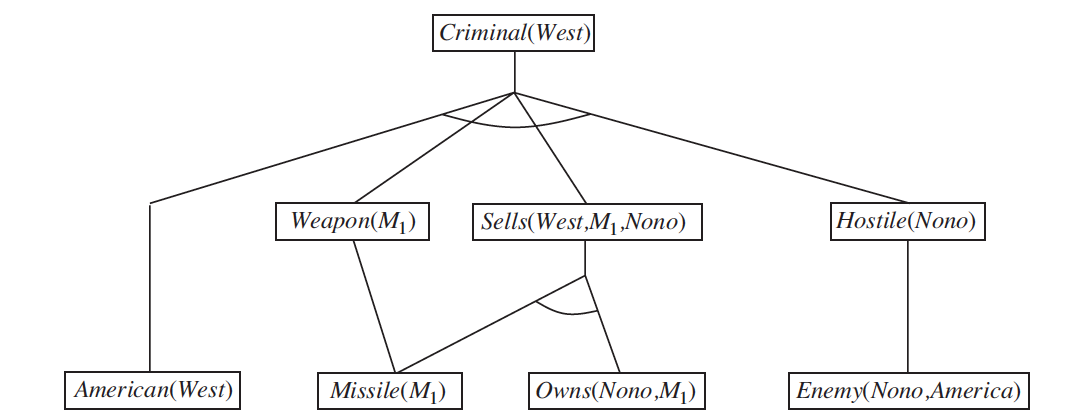 Criminal(West)
Weapon(M₁)
Sells(West,M₁,Nono)
Hostile(Nono)
American(West)
Missile(M₁)
Owns(Nono,M₁)
Enemy(Nono,America)